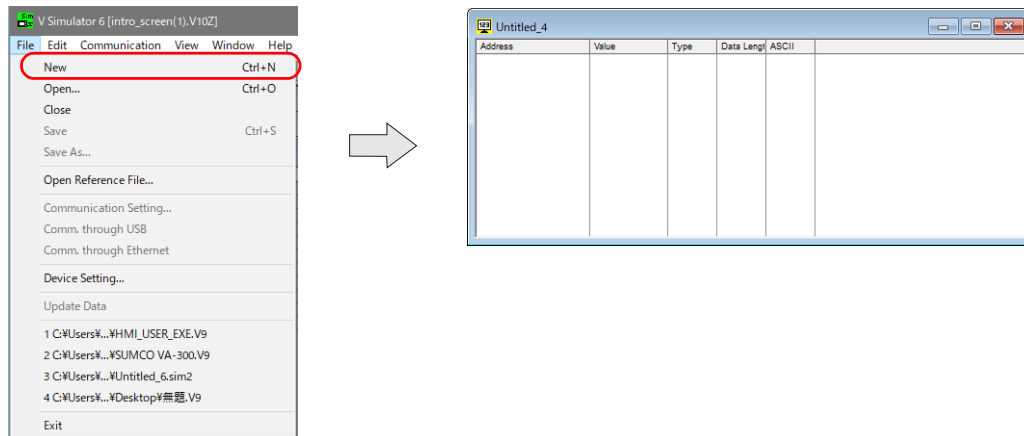 V Simulator 6 [intro_screen(1).V10Z]
File Edit Communication View Window Help
New Ctrl+N
Open... Ctrl+O
Close
Save Ctrl+S
Save As...
Open Reference File...
Communication Setting...
Comm. through USB
Comm. through Ethernet
Device Setting...
Update Data
1 C:¥Users¥...¥HMI_USER_EXE.V9
2 C:¥Users¥...¥SUMCO VA-300.V9
3 C:¥Users¥...¥Untitled_6.sim2
4 C:¥Users¥...¥Desktop¥無題.V9
Exit
Untitled_4
Address Value Type Data Lengt ASCII